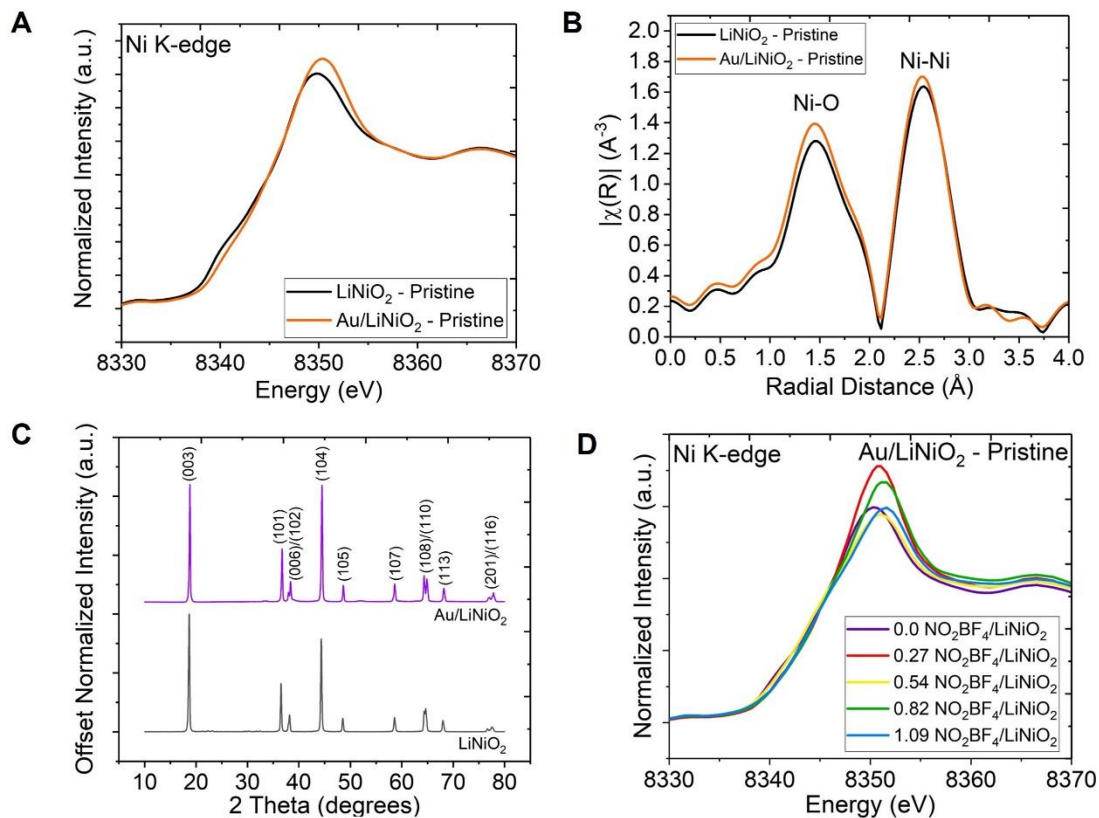 A
Ni K-edge
Normalized Intensity (a.u.)
LiNiO₂ - Pristine
Au/LiNiO₂ - Pristine
8330 8340 8350 8360 8370
Energy (eV)
B
LiNiO₂ - Pristine
Au/LiNiO₂ - Pristine
Ni-Ni
Ni-O
|χ(R)| (A⁻³)
2.0
1.8
1.6
1.4
1.2
1.0
0.8
0.6
0.4
0.2
0.0
0.0 0.5 1.0 1.5 2.0 2.5 3.0 3.5 4.0
Radial Distance (Å)
C
Offset Normalized Intensity (a.u.)
(003)
(101)
(006)/(102)
(104)
(105)
(107)
(108)/(110)
(113)
(201)/(116)
Au/LiNiO₂
LiNiO₂
10 20 30 40 50 60 70 80
2 Theta (degrees)
D
Ni K-edge Au/LiNiO₂ - Pristine
Normalized Intensity (a.u.)
0.0 NO₂BF₄/LiNiO₂
0.27 NO₂BF₄/LiNiO₂
0.54 NO₂BF₄/LiNiO₂
0.82 NO₂BF₄/LiNiO₂
1.09 NO₂BF₄/LiNiO₂
8330 8340 8350 8360 8370
Energy (eV)